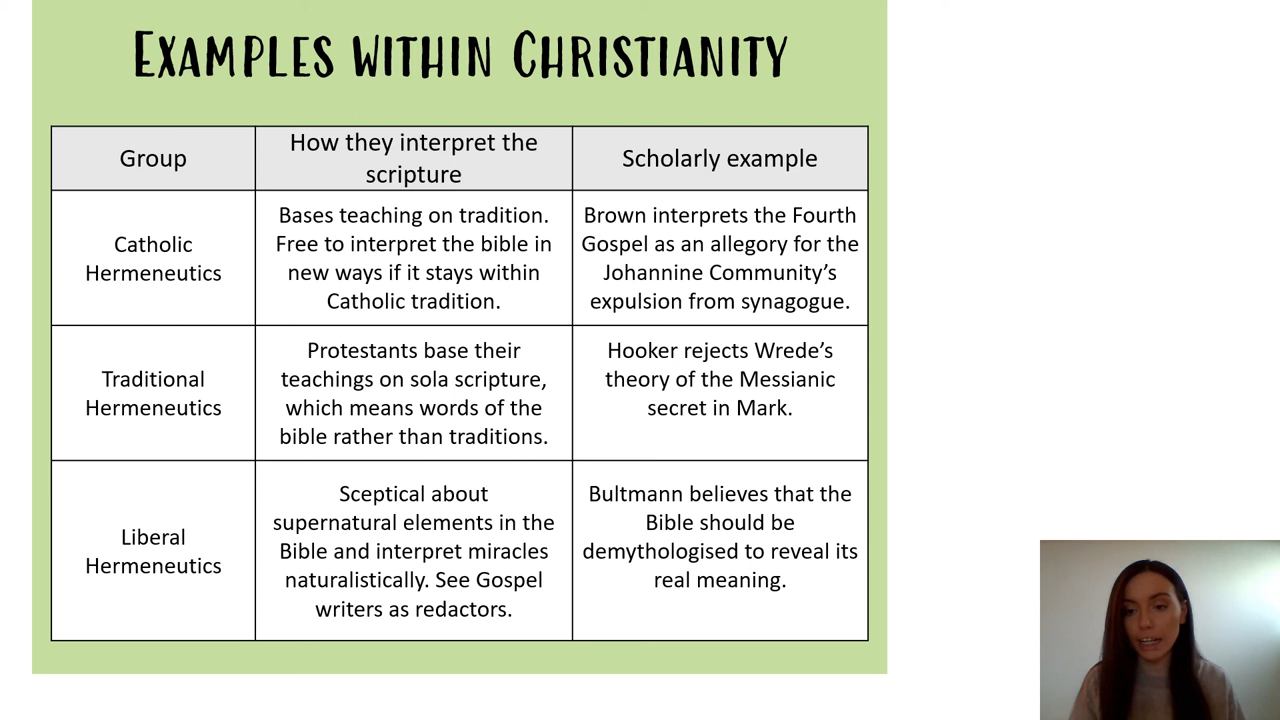 EXAMPLES WITHIN CHRISTIANITY
Group
How they interpret the
scripture
Scholarly example
Catholic
Hermeneutics
Bases teaching on tradition.
Free to interpret the bible in
new ways if it stays within
Catholic tradition.
Brown interprets the Fourth
Gospel as an allegory for the
Johannine Community’s
expulsion from synagogue.
Traditional
Hermeneutics
Protestants base their
teachings on sola scripture,
which means words of the
bible rather than traditions.
Hooker rejects Wrede’s
theory of the Messianic
secret in Mark.
Liberal
Hermeneutics
Sceptical about
supernatural elements in the
Bible and interpret miracles
naturalistically. See Gospel
writers as redactors.
Bultmann believes that the
Bible should be
demythologised to reveal its
real meaning.